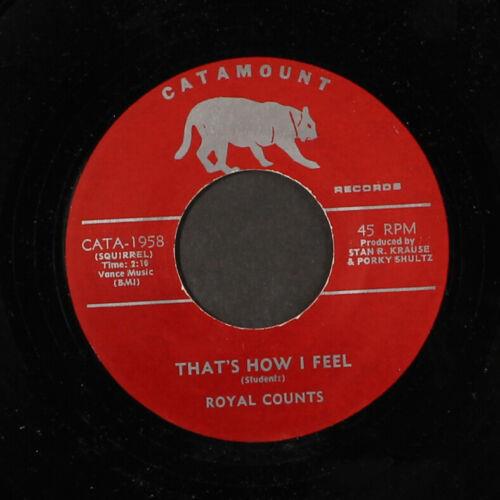 CATAMOUNT
RECORDS
CATA-1958
(SQUIRREL)
Time: 2:10
Vance Music
(BMI)
45 RPM
Produced by
STAN R. KRAUSE
& PORKY SHULTZ
THAT'S HOW I FEEL
(Students)
ROYAL COUNTS